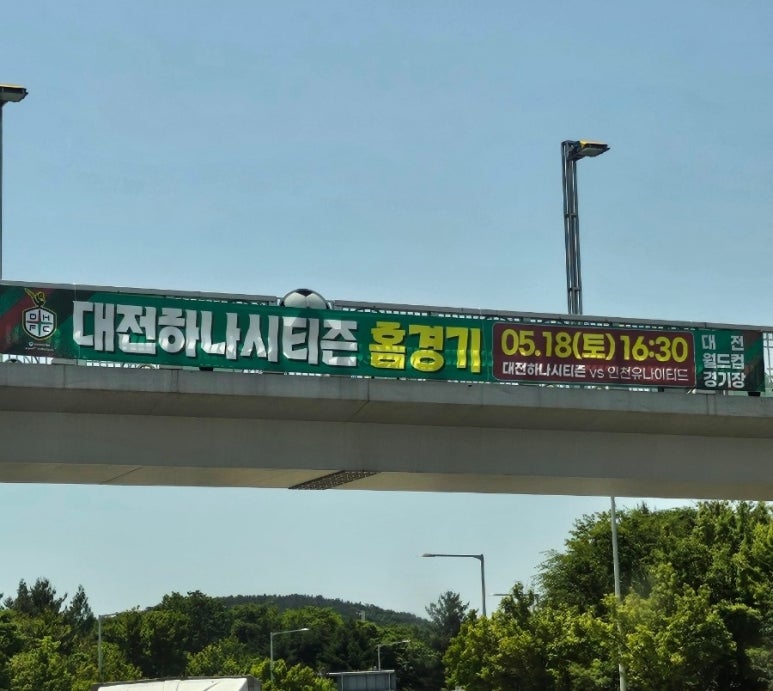 DHFC
대전하나시티즌 홈경기
05.18(토) 16:30
대전하나시티즌 VS 인천유나이티드
대전
월드컵
경기장